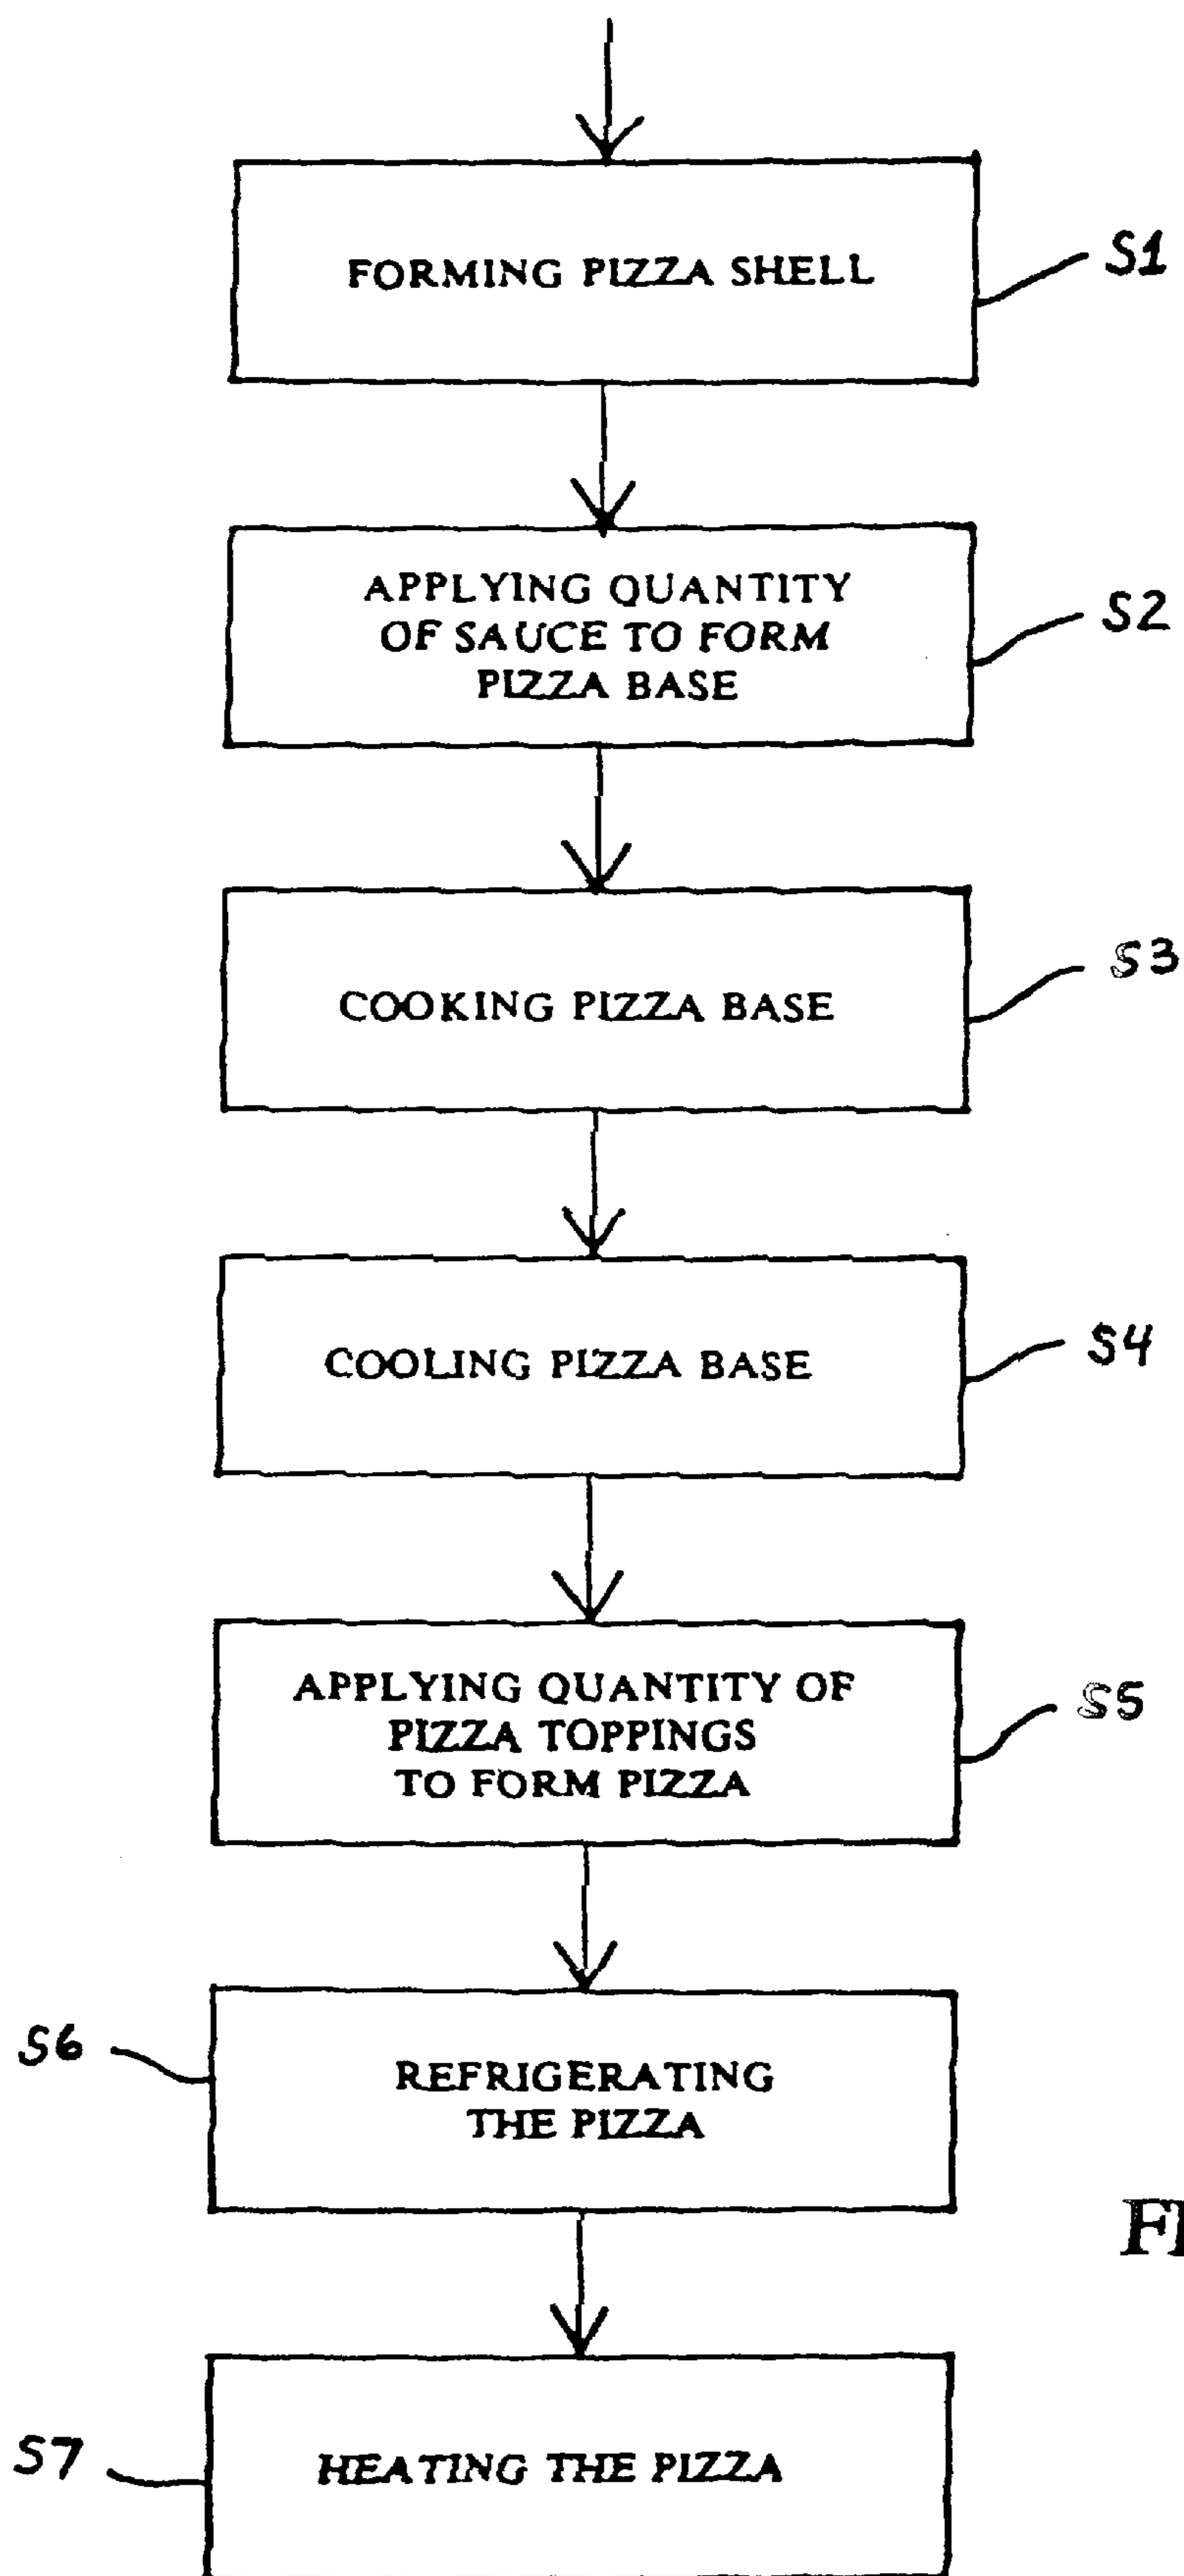 FORMING PIZZA SHELL
S1
APPLYING QUANTITY
OF SAUCE TO FORM
PIZZA BASE
S2
COOKING PIZZA BASE
S3
COOLING PIZZA BASE
S4
APPLYING QUANTITY OF
PIZZA TOPPINGS
TO FORM PIZZA
S5
S6
REFRIGERATING
THE PIZZA
S7
HEATING THE PIZZA